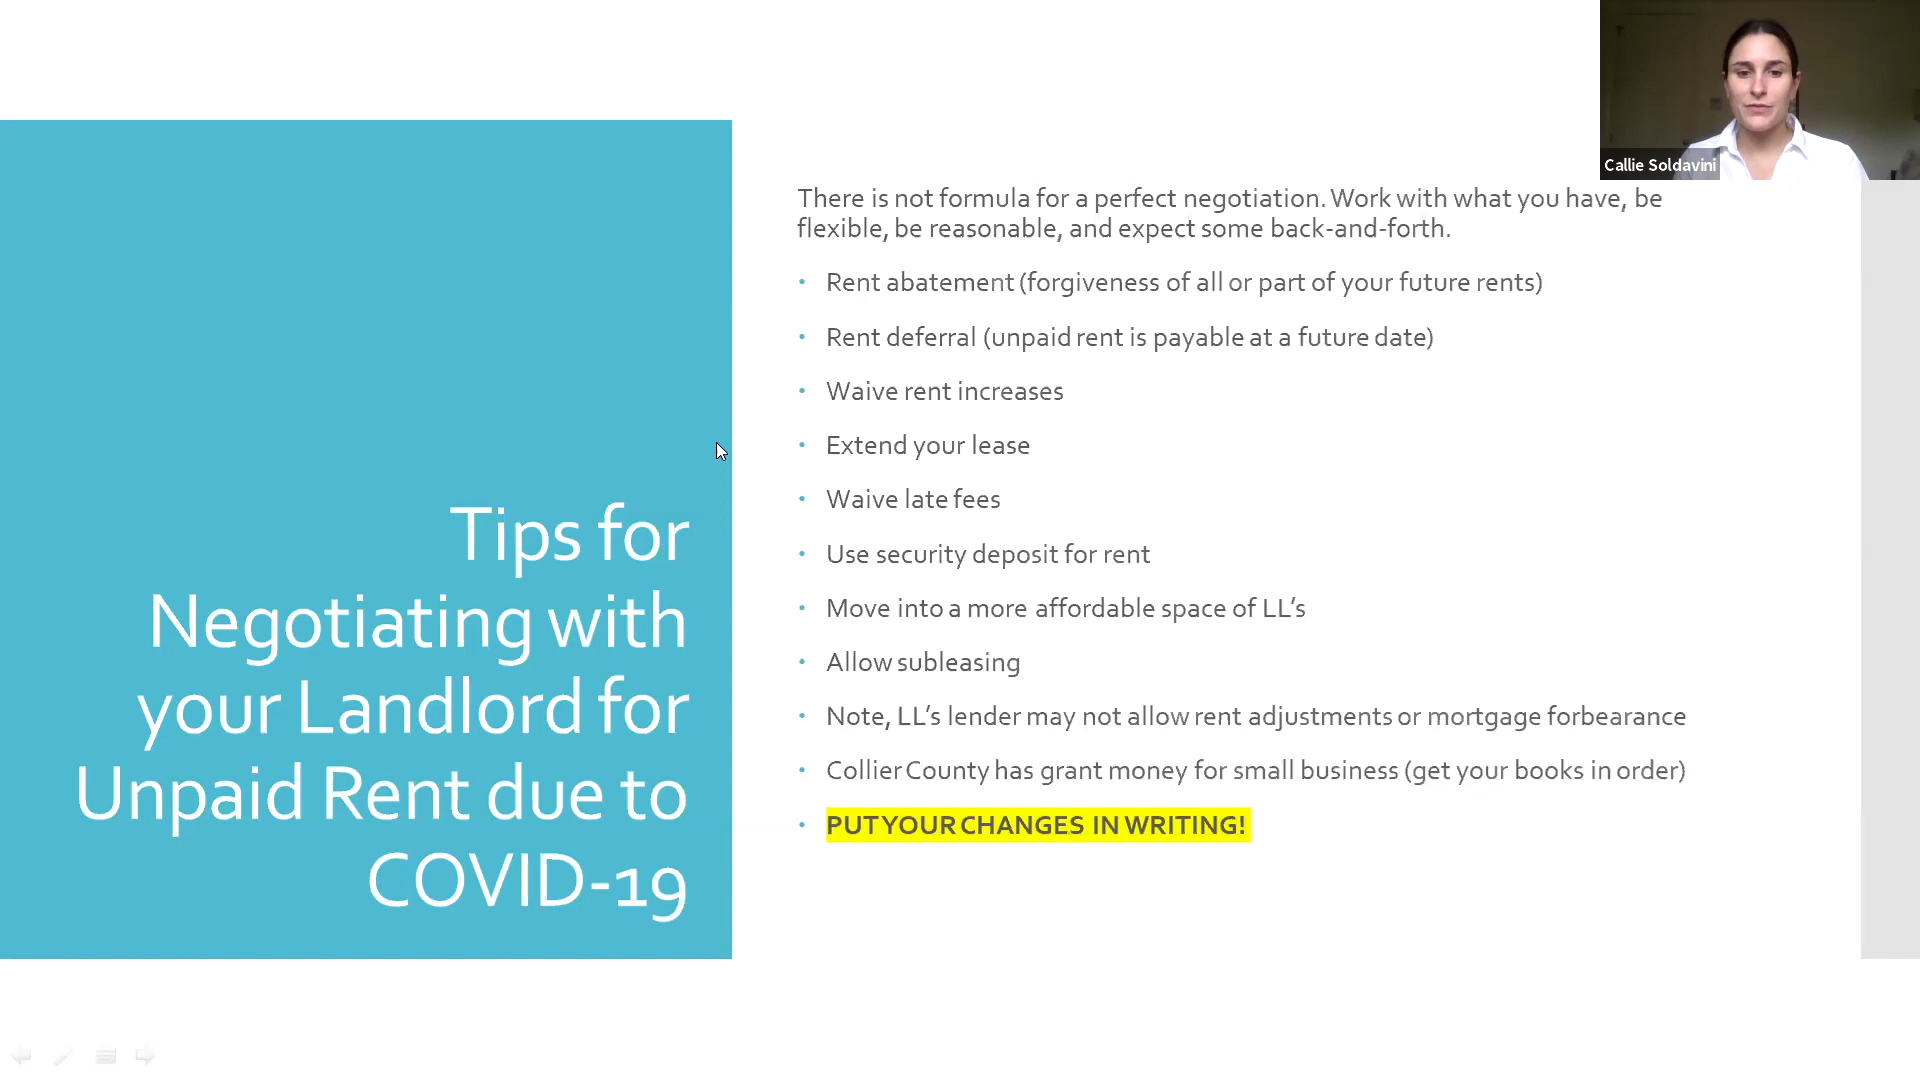 Callie Soldavini
Tips for
Negotiating with
your Landlord for
Unpaid Rent due to
COVID-19
There is not formula for a perfect negotiation. Work with what you have, be
flexible, be reasonable, and expect some back-and-forth.
• Rent abatement (forgiveness of all or part of your future rents)
• Rent deferral (unpaid rent is payable at a future date)
• Waive rent increases
• Extend your lease
• Waive late fees
• Use security deposit for rent
• Move into a more affordable space of LL’s
• Allow subleasing
• Note, LL’s lender may not allow rent adjustments or mortgage forbearance
• Collier County has grant money for small business (get your books in order)
• PUT YOUR CHANGES IN WRITING!